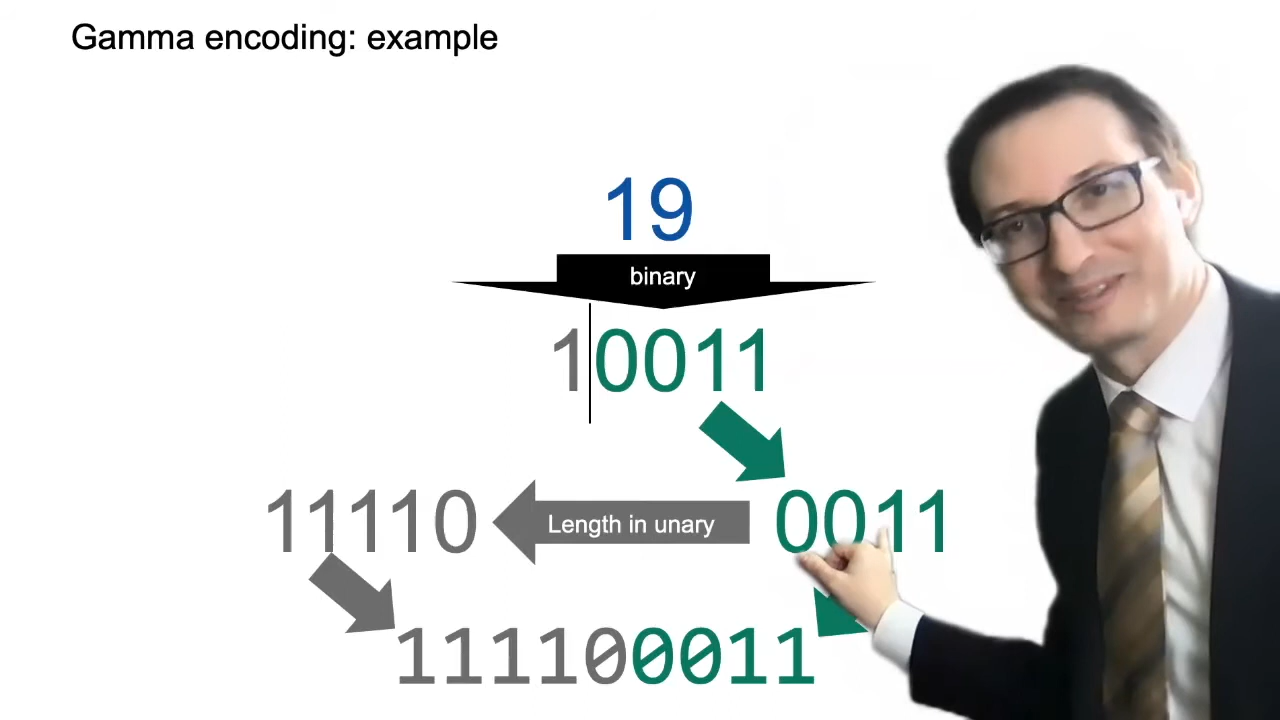 Gamma encoding: example
19
binary
10011
11110 Length in unary 0011
111100011